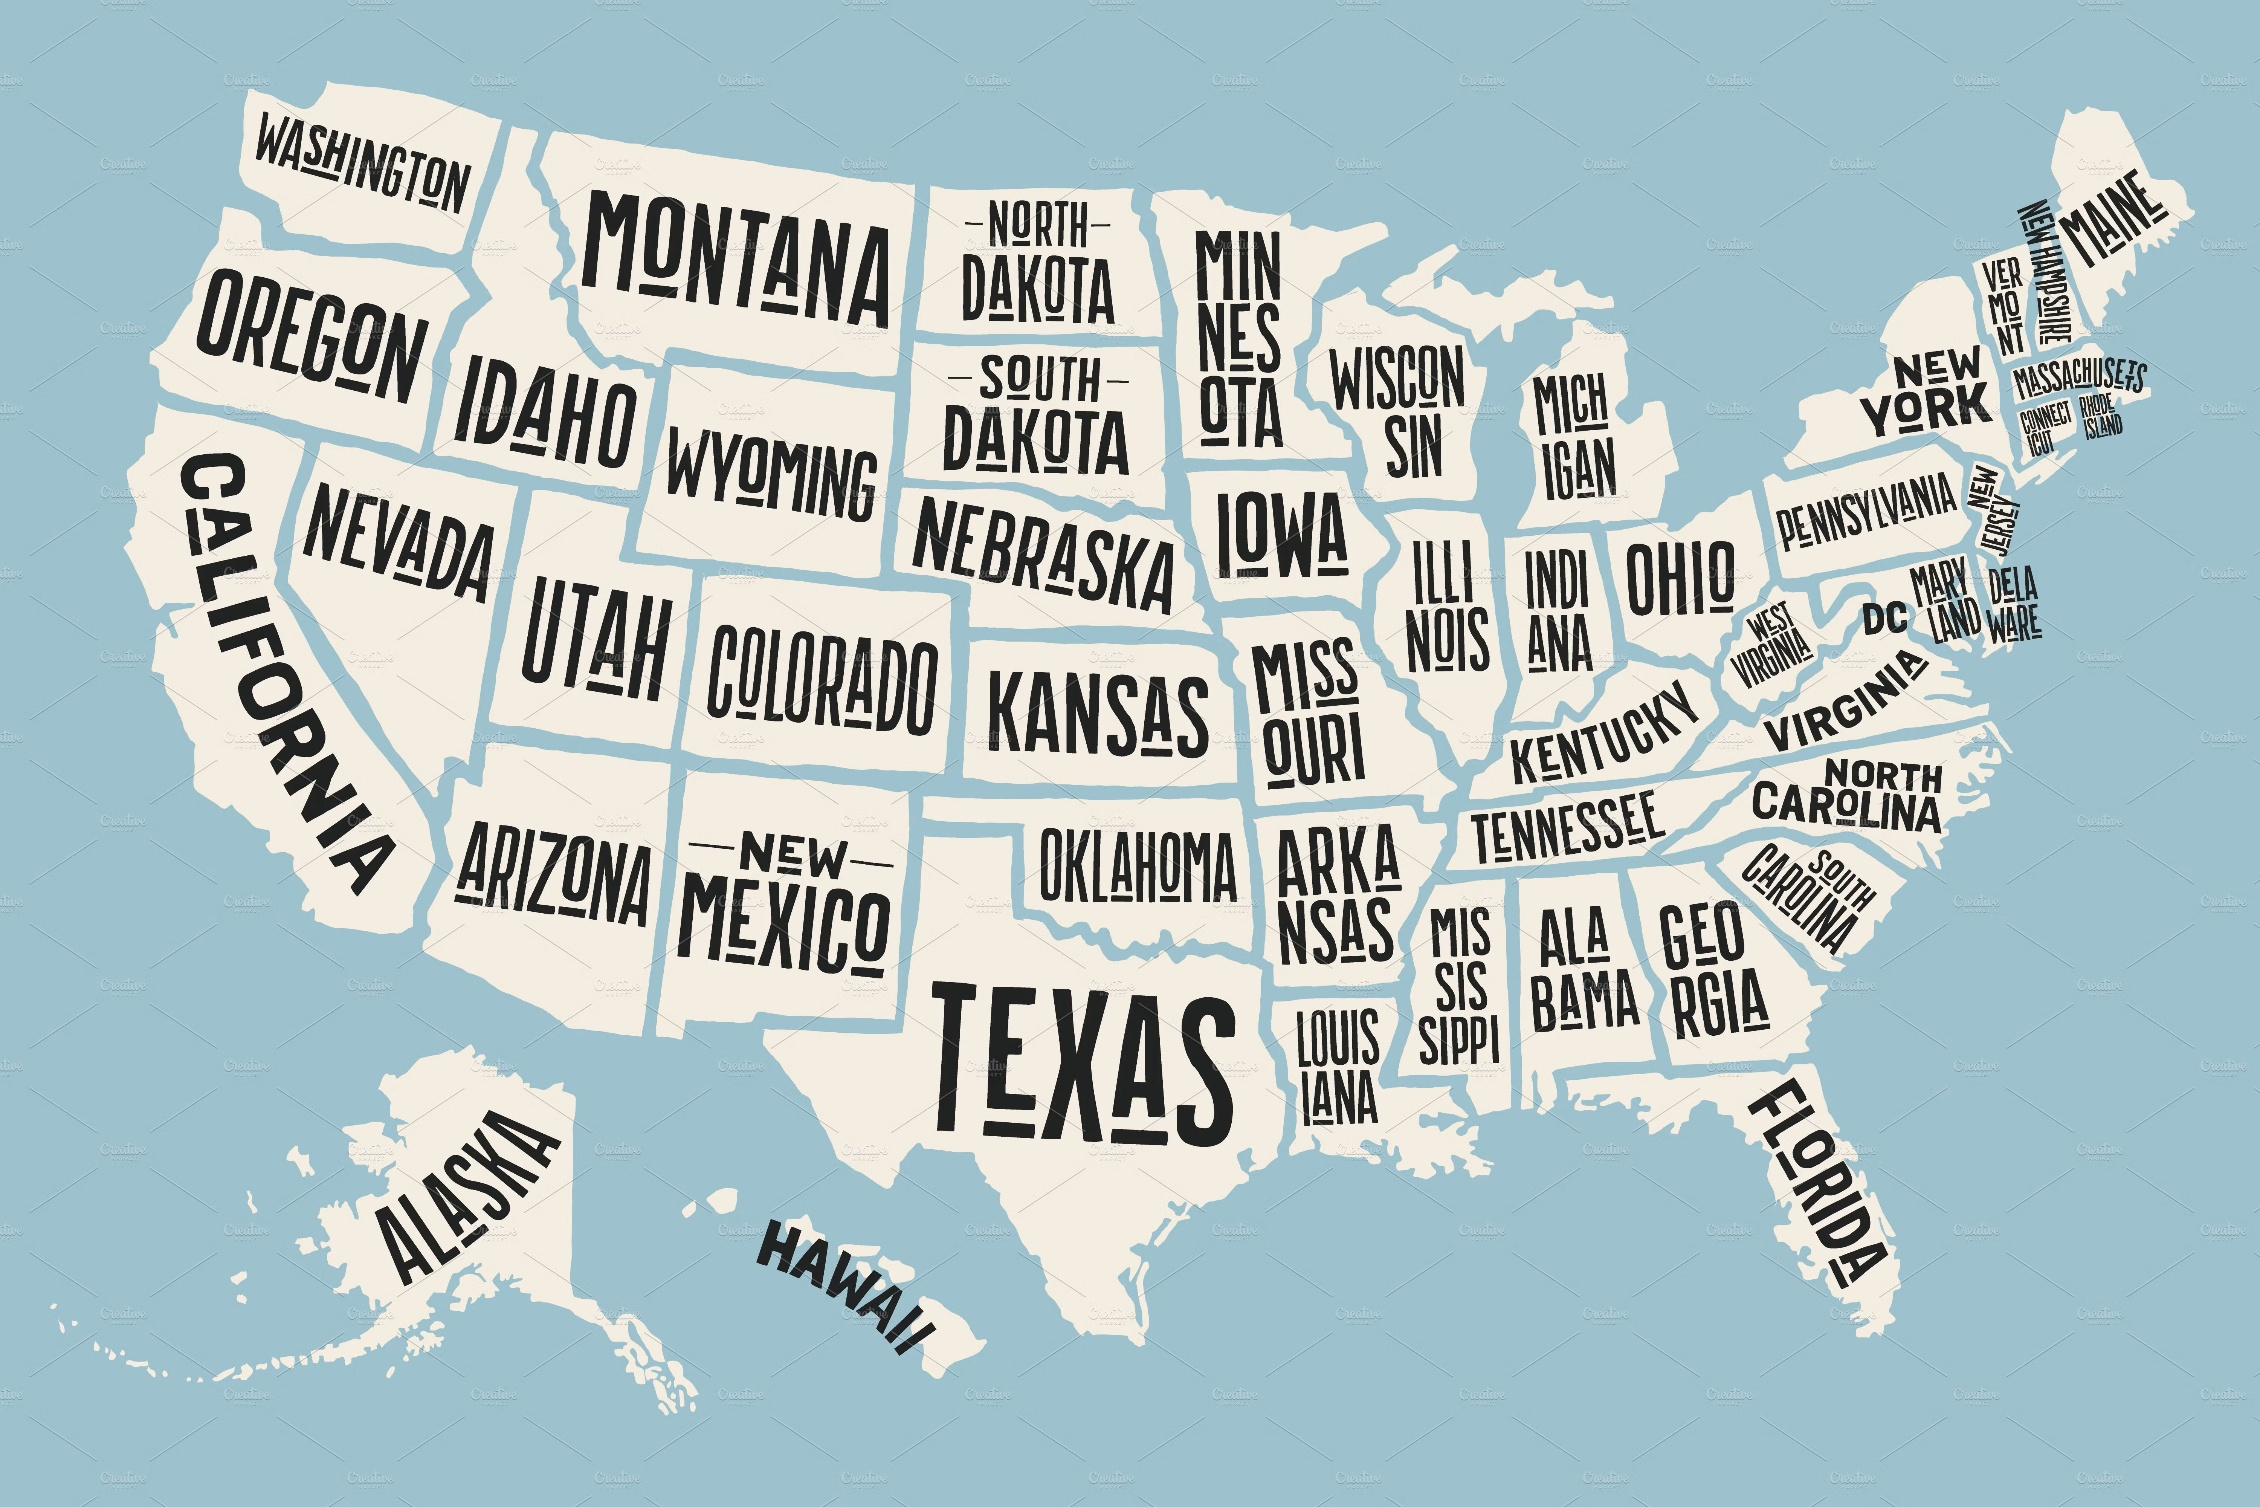 WASHINGTON
MONTANA
NORTH
DAKOTA
MIN
NES
OTA
MAINE
NEW HAMPSHIRE
VER
MO
NT
OREGON
IDAHO
WYOMING
SOUTH
DAKOTA
WISCON
SIN
MICH
IGAN
NEW
YORK
MASSACHUSETS
CONNECT
ICUT
RHODE
ISLAND
CALIFORNIA
NEVADA
UTAH
COLORADO
NEBRASKA
IOWA
ILLI
NOIS
INDI
ANA
OHIO
PENNSYLVANIA
NEW
JERSEY
WEST
VIRGINIA
DC
MARY
LAND
DELA
WARE
KANSAS
MISS
OURI
KENTUCKY
VIRGINIA
ARIZONA
NEW
MEXICO
OKLAHOMA
ARKA
NSAS
TENNESSEE
NORTH
CAROLINA
SOUTH
CAROLINA
TEXAS
LOUIS
IANA
MIS
SIS
SIPPI
ALA
BAMA
GEO
RGIA
FLORIDA
ALASKA
HAWAII
Creative